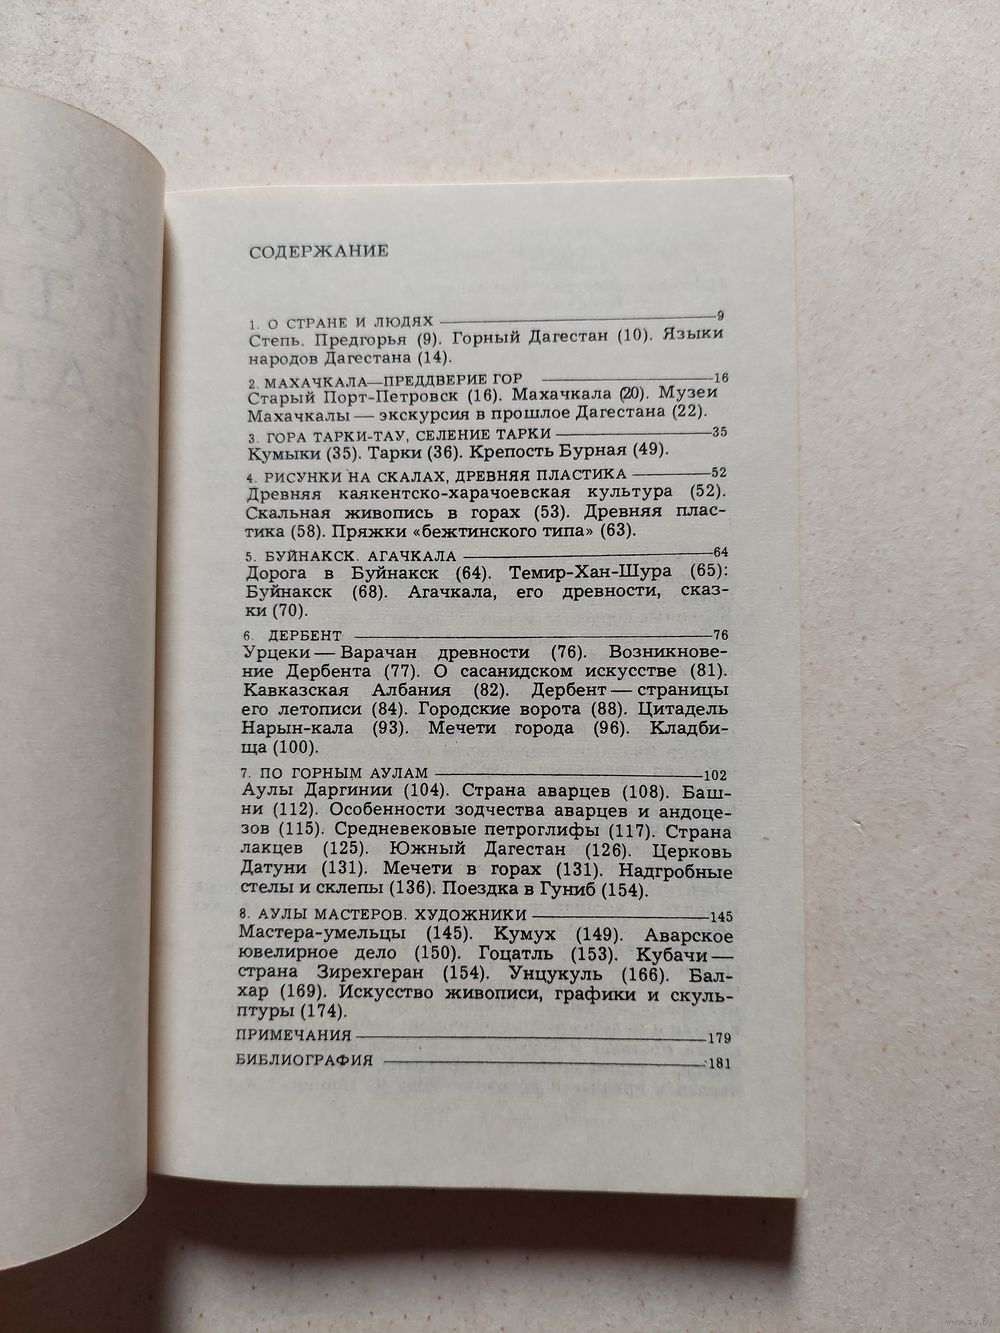 СОДЕРЖАНИЕ
1. О СТРАНЕ И ЛЮДЯХ 9
Степь. Предгорья (9). Горный Дагестан (10). Языки
народов Дагестана (14).
2. МАХАЧКАЛА—ПРЕДДВЕРИЕ ГОР 16
Старый Порт-Петровск (16). Махачкала (20). Музеи
Махачкалы — экскурсия в прошлое Дагестана (22).
3. ГОРА ТАРКИ-ТАУ, СЕЛЕНИЕ ТАРКИ 35
Кумыки (35). Тарки (36). Крепость Бурная (49).
4. РИСУНКИ НА СКАЛАХ, ДРЕВНЯЯ ПЛАСТИКА 52
Древняя каякентско-харачоевская культура (52).
Скальная живопись в горах (53). Древняя плас-
тика (58). Пряжки «бежтинского типа» (63).
5. БУЙНАКСК. АГАЧКАЛА 64
Дорога в Буйнакск (64). Темир-Хан-Шура (65):
Буйнакск (68). Агачкала, его древности, сказ-
ки (70).
6. ДЕРБЕНТ 76
Урцеки — Варачан древности (76). Возникнове-
ние Дербента (77). О сасанидском искусстве (81).
Кавказская Албания (82). Дербент — страницы
его летописи (84). Городские ворота (88). Цитадель
Нарын-кала (93). Мечети города (96). Кладби-
ща (100).
7. ПО ГОРНЫМ АУЛАМ 102
Аулы Даргинии (104). Страна аварцев (108). Баш-
ни (112). Особенности зодчества аварцев и андоце-
зов (115). Средневековые петроглифы (117). Страна
лакцев (125). Южный Дагестан (126). Церковь
Датуни (131). Мечети в горах (131). Надгробные
стелы и склепы (136). Поездка в Гуниб (154).
8. АУЛЫ МАСТЕРОВ. ХУДОЖНИКИ 145
Мастера-умельцы (145). Кумух (149). Аварское
ювелирное дело (150). Гоцатль (153). Кубачи —
страна Зирехгеран (154). Унцукуль (166). Бал-
хар (169). Искусство живописи, графики и скуль-
птуры (174).
ПРИМЕЧАНИЯ 179
БИБЛИОГРАФИЯ 181
www.ay.by